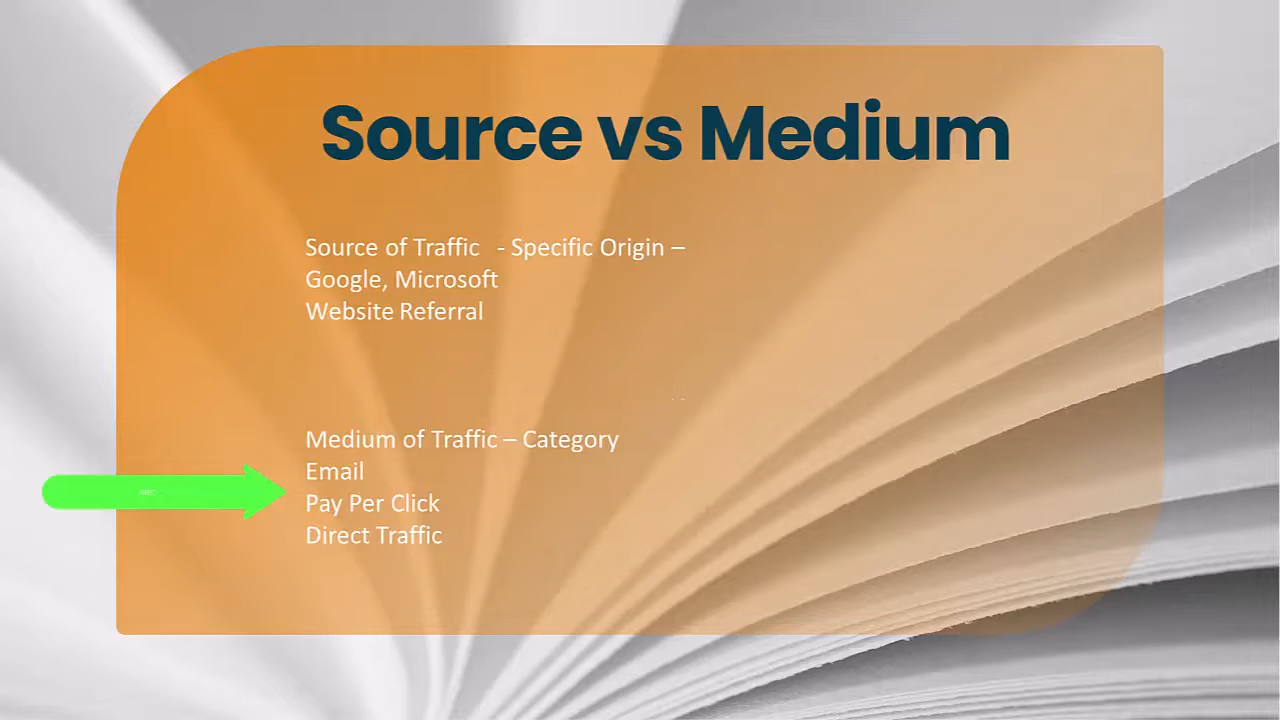 Source vs Medium
Source of Traffic - Specific Origin –
Google, Microsoft
Website Referral
Medium of Traffic – Category
Email
Pay Per Click
Direct Traffic